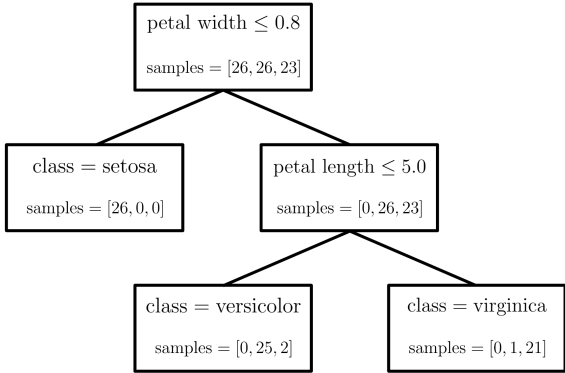 petal width ≤ 0.8
samples = [26, 26, 23]
class = setosa
samples = [26, 0, 0]
petal length ≤ 5.0
samples = [0, 26, 23]
class = versicolor
samples = [0, 25, 2]
class = virginica
samples = [0, 1, 21]